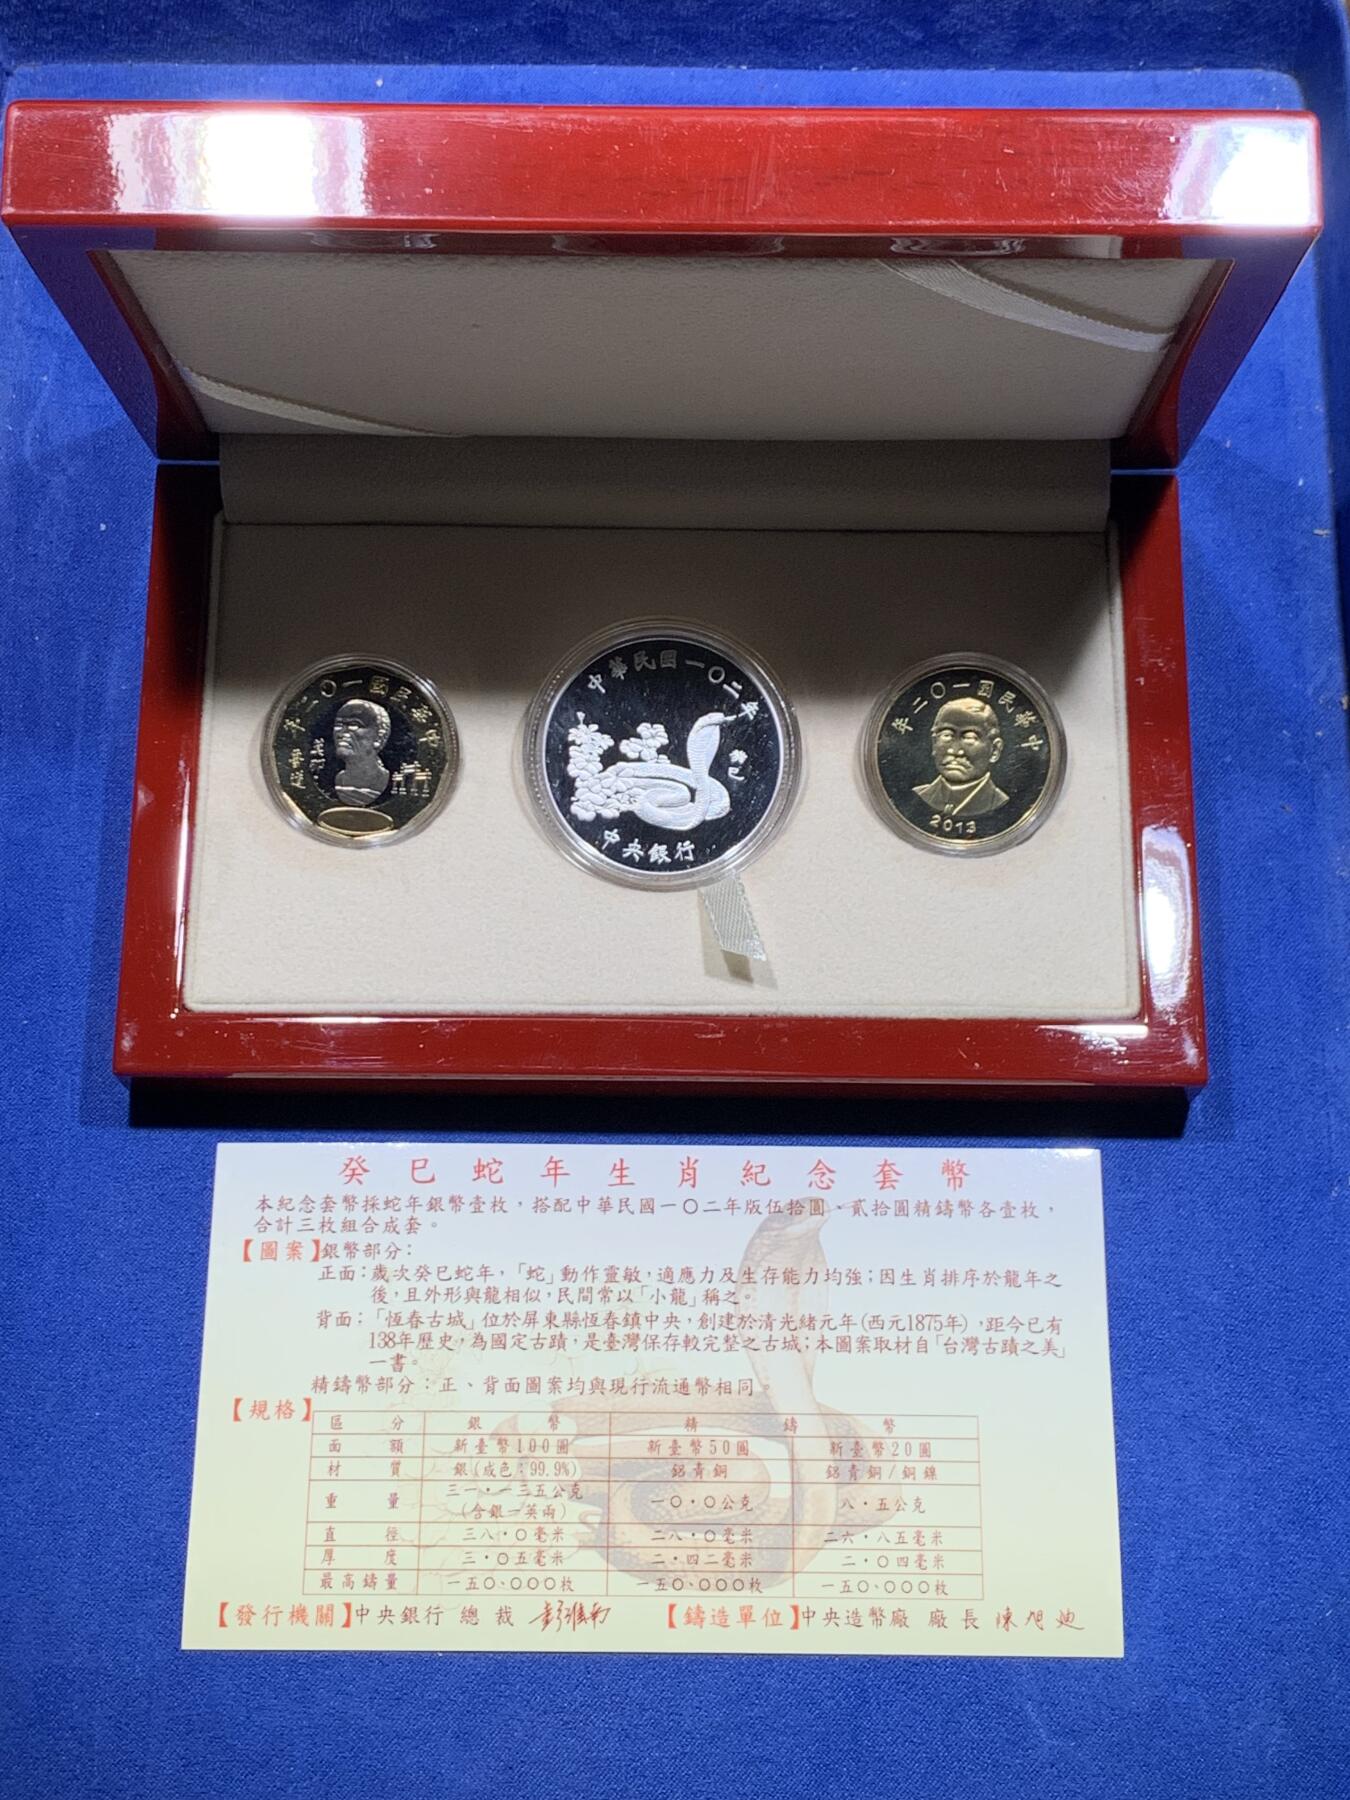 年二〇一國民華中
莫那魯道
中華民國一〇二年
癸巳
中央銀行
年二〇一國民華中
2013
癸巳蛇年生肖紀念套幣
本紀念套幣採蛇年銀幣壹枚，搭配中華民國一〇二年版伍拾圓、貳拾圓精鑄幣各壹枚，
合計三枚組合成套。
【圖案】銀幣部分：
正面：歲次癸巳蛇年，「蛇」動作靈敏，適應力及生存能力均強；因生肖排序於龍年之
後，且外形與龍相似，民間常以「小龍」稱之。
背面：「恆春古城」位於屏東縣恆春鎮中央，創建於清光緒元年(西元1875年)，距今已有
138年歷史，為國定古蹟，是臺灣保存較完整之古城；本圖案取材自「台灣古蹟之美」
一書。
精鑄幣部分：正、背面圖案均與現行流通幣相同。
【規格】
區分 銀幣 精鑄幣
面額 新臺幣100圓 新臺幣50圓 新臺幣20圓
材質 銀(成色：99.9%) 鋁青銅 鋁青銅/銅鎳
重量 三一・一三五公克 一〇・〇公克 八・五公克
(含銀一英兩)
直徑 三八・〇毫米 二八・〇毫米 二六・八五毫米
厚度 三・〇五毫米 二・四二毫米 二・〇四毫米
最高鑄量 一五〇、〇〇〇枚 一五〇、〇〇〇枚 一五〇、〇〇〇枚
【發行機關】中央銀行 總裁 彭淮南 【鑄造單位】中央造幣廠 廠長 陳旭迪